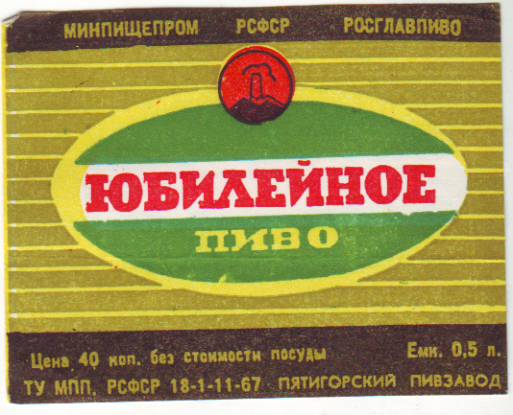 МИНПИЩЕПРОМ РСФСР РОСГЛАВПИВО
ЮБИЛЕЙНОЕ
ПИВО
Цена 40 коп. без стоимости посуды Емк. 0,5 л.
ТУ МПП. РСФСР 18-1-11-67 ПЯТИГОРСКИЙ ПИВЗАВОД